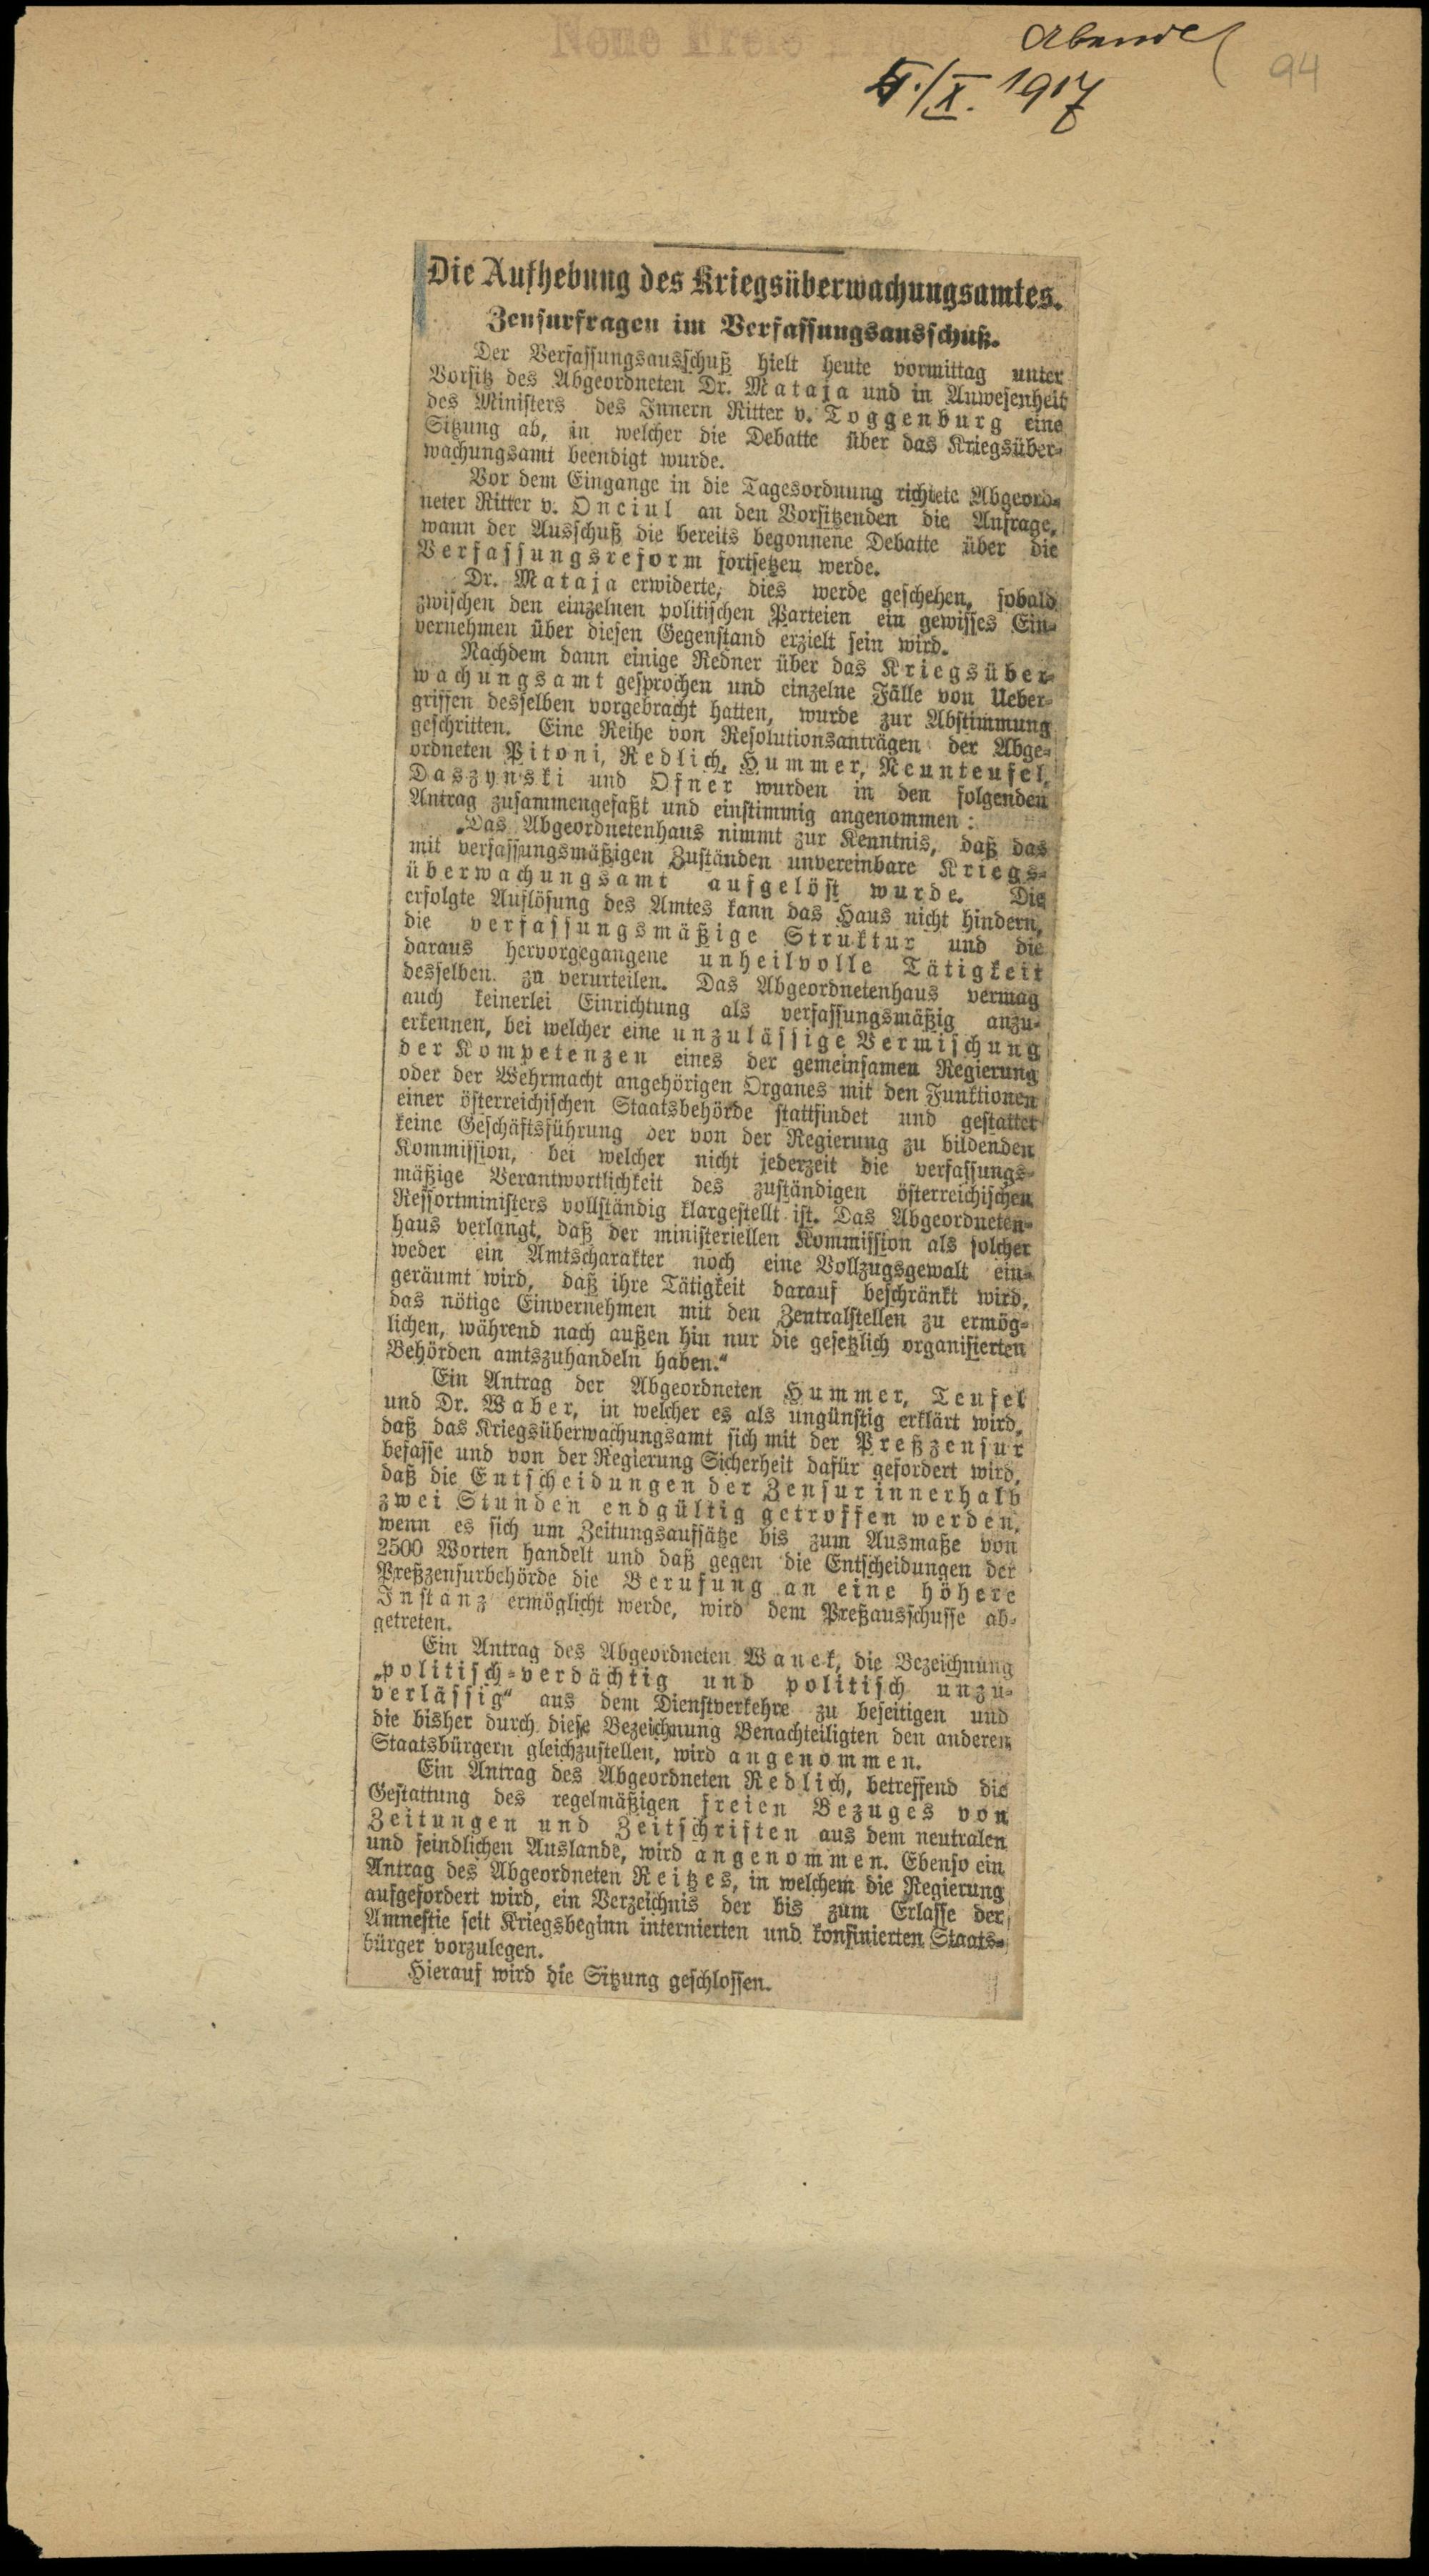 Neue Freie
Abend
X. 1917
94
Die Aufhebung des Kriegsüberwachungsamtes.
Zensurfragen im Verfassungsausschuß.
Der Verfassungsausschuß hielt heute vormittag unter
Vorsitz des Abgeordneten Dr. Mataja und in Anwesenheit
des Ministers des Innern Ritter v. Toggenburg eine
Sitzung ab, in welcher die Debatte über das Kriegsüber-
wachungsamt beendigt wurde.
Vor dem Eingange in die Tagesordnung richtete Abgeord-
neter Ritter v. Onciul an den Vorsitzenden die Anfrage,
wann der Ausschuß die bereits begonnene Debatte über die
Verfassungsreform fortsetzen werde.
Dr. Mataja erwiderte, dies werde geschehen, sobald
zwischen den einzelnen politischen Parteien ein gewisses Ein-
vernehmen über diesen Gegenstand erzielt sein wird.
Nachdem dann einige Redner über das Kriegsüber-
wachungsamt gesprochen und einzelne Fälle von Ueber-
griffen desselben vorgebracht hatten, wurde zur Abstimmung
geschritten. Eine Reihe von Resolutionsanträgen der Abge-
ordneten Pitoni, Redlich, Hummer, Neunteufel,
Daszynski und Ofner wurden in den folgenden
Antrag zusammengefaßt und einstimmig angenommen:
„Das Abgeordnetenhaus nimmt zur Kenntnis, daß das
mit verfassungsmäßigen Zuständen unvereinbare Kriegs-
überwachungsamt aufgelöst wurde. Die
erfolgte Auflösung des Amtes kann das Haus nicht hindern,
die verfassungsmäßige Struktur und die
daraus hervorgegangene unheilvolle Tätigkeit
desselben zu verurteilen. Das Abgeordnetenhaus vermag
auch keinerlei Einrichtung als verfassungsmäßig anzu-
erkennen, bei welcher eine unzulässige Vermischung
der Kompetenzen eines der gemeinsamen Regierung
oder der Wehrmacht angehörigen Organes mit den Funktionen
einer österreichischen Staatsbehörde stattfindet und gestattet
keine Geschäftsführung der von der Regierung zu bildenden
Kommission, bei welcher nicht jederzeit die verfassungs-
mäßige Verantwortlichkeit des zuständigen österreichischen
Ressortministers vollständig klargestellt ist. Das Abgeordneten-
haus verlangt, daß der ministeriellen Kommission als solcher
weder ein Amtscharakter noch eine Vollzugsgewalt ein-
geräumt wird, daß ihre Tätigkeit darauf beschränkt wird,
das nötige Einvernehmen mit den Zentralstellen zu ermög-
lichen, während nach außen hin nur die gesetzlich organisierten
Behörden amtszuhandeln haben.“
Ein Antrag der Abgeordneten Hummer, Teufel
und Dr. Waber, in welcher es als ungünstig erklärt wird,
daß das Kriegsüberwachungsamt sich mit der Preßzensur
befasse und von der Regierung Sicherheit dafür gefordert wird,
daß die Entscheidungen der Zensur innerhalb
zwei Stunden endgültig getroffen werden,
wenn es sich um Zeitungsaufsätze bis zum Ausmaße von
2500 Worten handelt und daß gegen die Entscheidungen der
Preßzensurbehörde die Berufung an eine höhere
Instanz ermöglicht werde, wird dem Preßausschusse ab-
getreten.
Ein Antrag des Abgeordneten Wanek, die Bezeichnung
„politisch-verdächtig und politisch unzu-
verlässig“ aus dem Dienstverkehre zu beseitigen und
die bisher durch diese Bezeichnung Benachteiligten den anderen
Staatsbürgern gleichzustellen, wird angenommen.
Ein Antrag des Abgeordneten Redlich, betreffend die
Gestattung des regelmäßigen freien Bezuges von
Zeitungen und Zeitschriften aus dem neutralen
und feindlichen Auslande, wird angenommen. Ebenso ein
Antrag des Abgeordneten Reitzes, in welchem die Regierung
aufgefordert wird, ein Verzeichnis der bis zum Erlasse der
Amnestie seit Kriegsbeginn internierten und konfinierten Staats-
bürger vorzulegen.
Hierauf wird die Sitzung geschlossen.